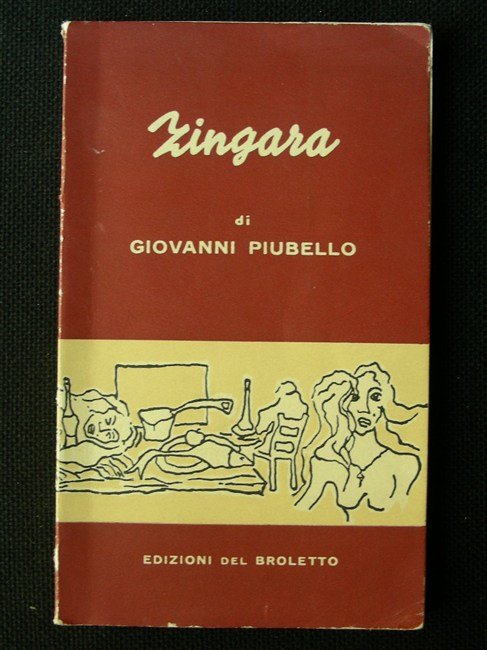 Zingara
di
GIOVANNI PIUBELLO
EDIZIONI DEL BROLETTO